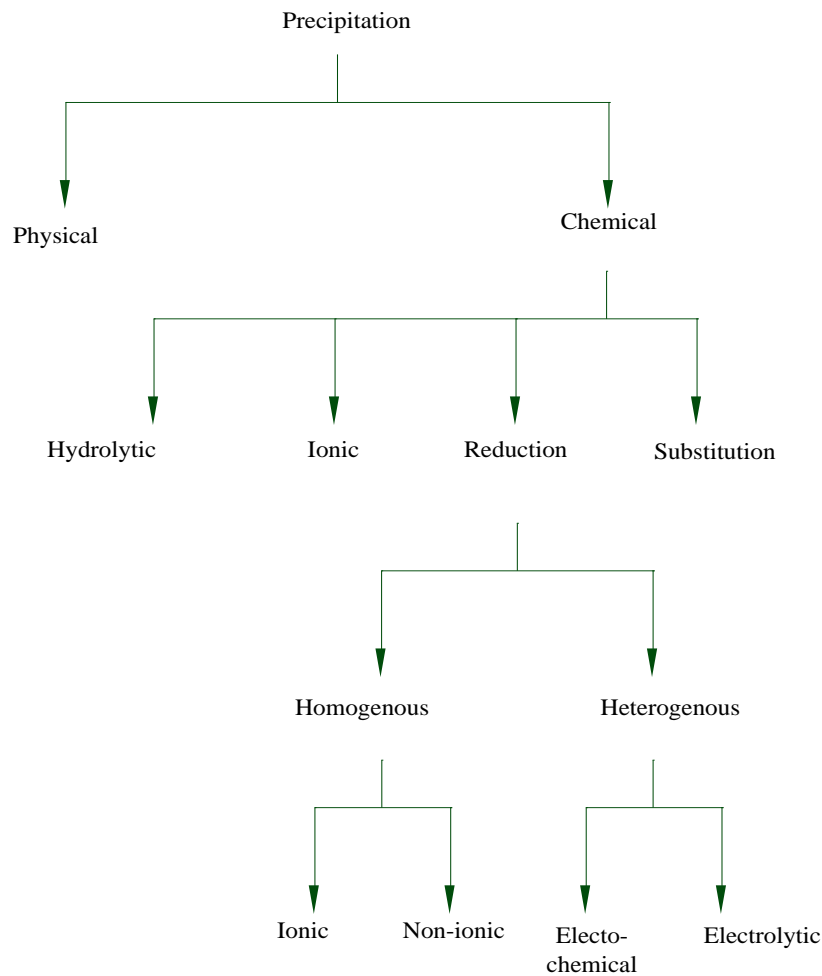 Precipitation
Physical
Chemical
Hydrolytic
Ionic
Reduction
Substitution
Homogenous
Heterogenous
Ionic
Non-ionic
Electo-
chemical
Electrolytic